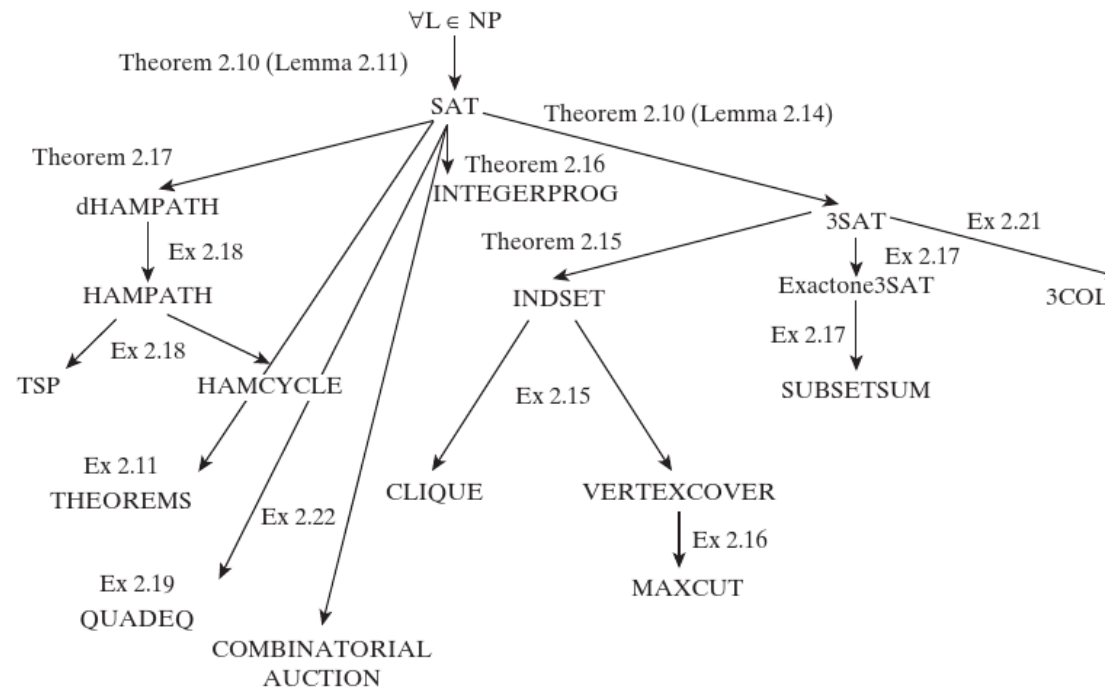 ∀L ∈ NP
Theorem 2.10 (Lemma 2.11)
SAT
Theorem 2.10 (Lemma 2.14)
Theorem 2.17
Theorem 2.16
dHAMPATH
INTEGERPROG
3SAT
Ex 2.21
Theorem 2.15
Ex 2.18
Ex 2.17
HAMPATH
INDSET
Exactone3SAT
3COL
Ex 2.18
Ex 2.17
TSP
HAMCYCLE
Ex 2.15
SUBSETSUM
Ex 2.11
THEOREMS
CLIQUE
VERTEXCOVER
Ex 2.22
Ex 2.16
Ex 2.19
QUADEQ
MAXCUT
COMBINATORIAL
AUCTION